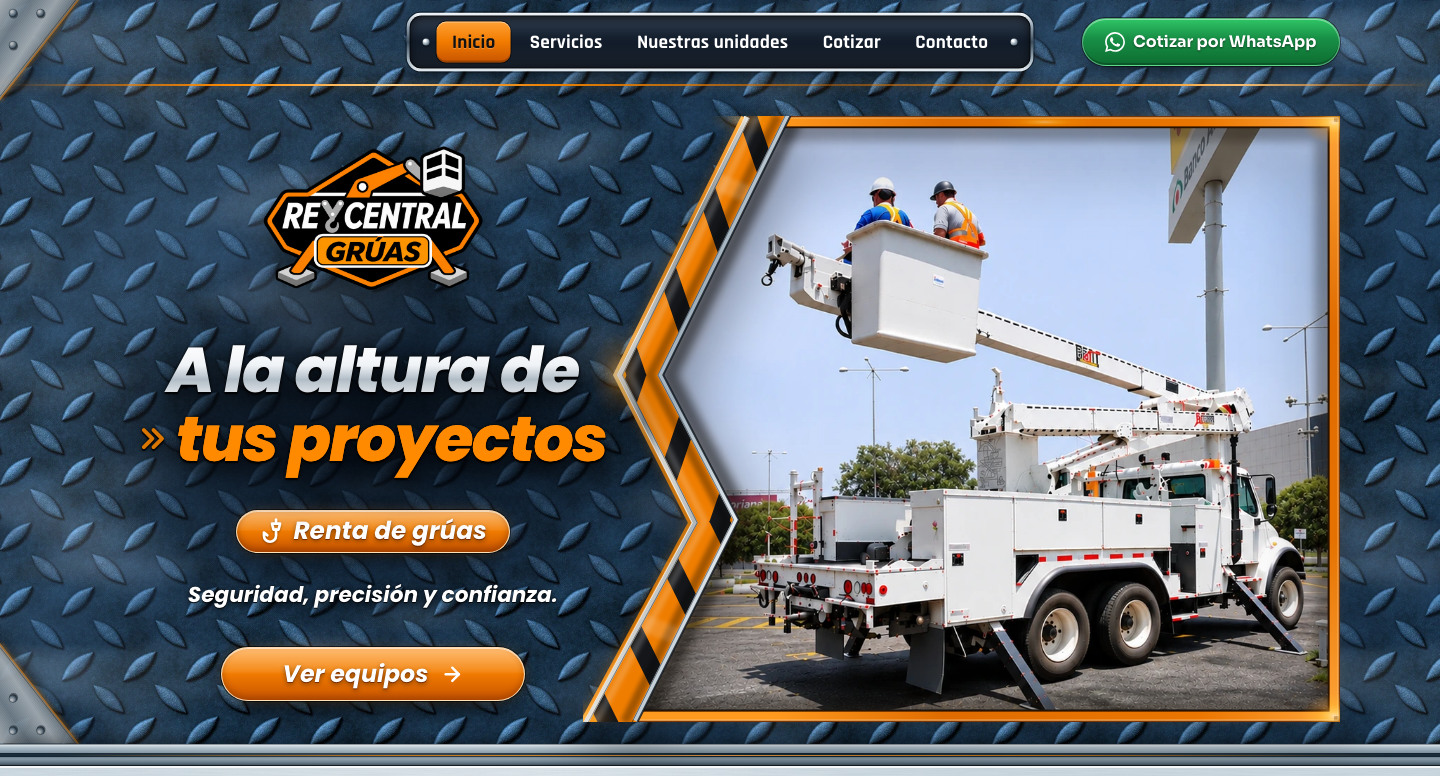 Inicio
Servicios
Nuestras unidades
Cotizar
Contacto
Cotizar por WhatsApp
REY CENTRAL
GRÚAS
A la altura de
tus proyectos
Renta de grúas
Seguridad, precisión y confianza.
Ver equipos
Banco